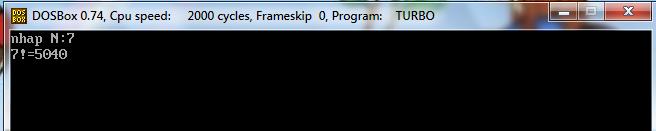 DOSBox 0.74, Cpu speed: 2000 cycles, Frameskip 0, Program: TURBO
nhap N:7
7!=5040